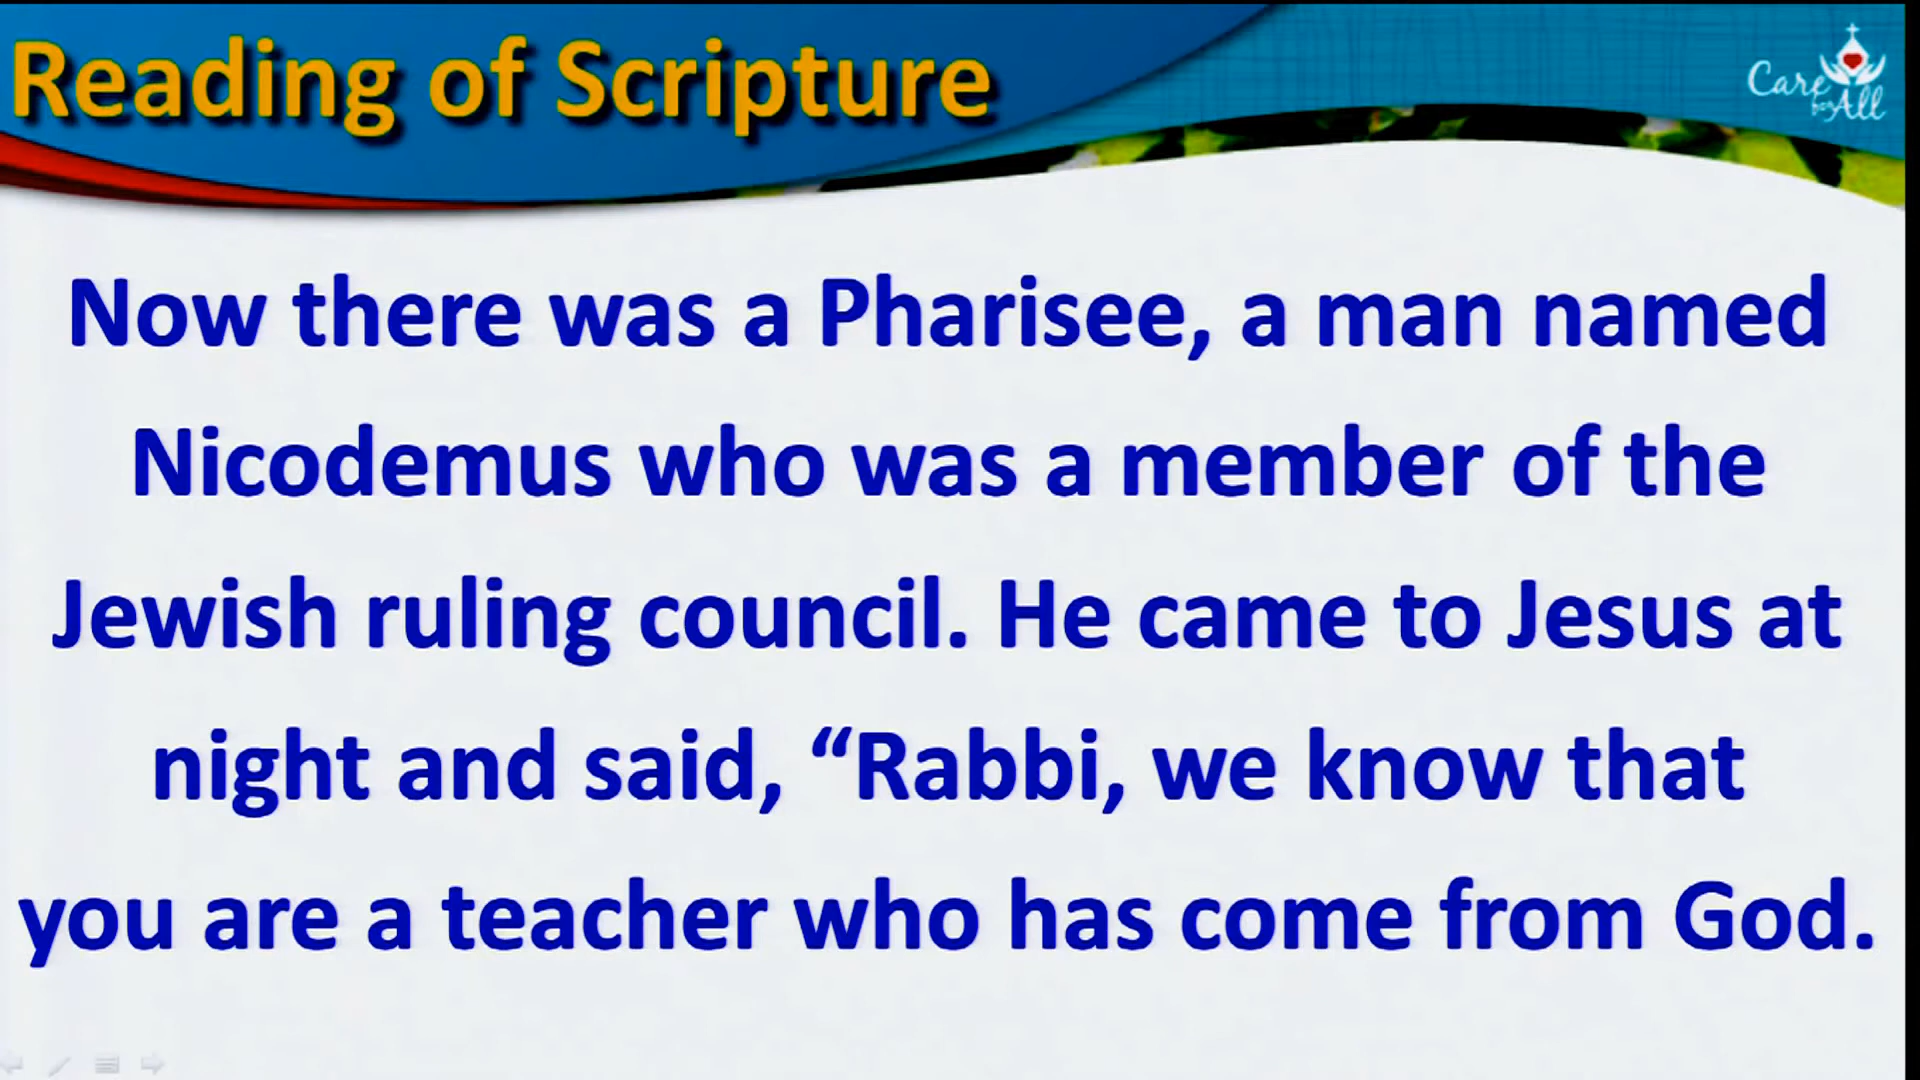 Reading of Scripture
Care
for All
Now there was a Pharisee, a man named
Nicodemus who was a member of the
Jewish ruling council. He came to Jesus at
night and said, “Rabbi, we know that
you are a teacher who has come from God.